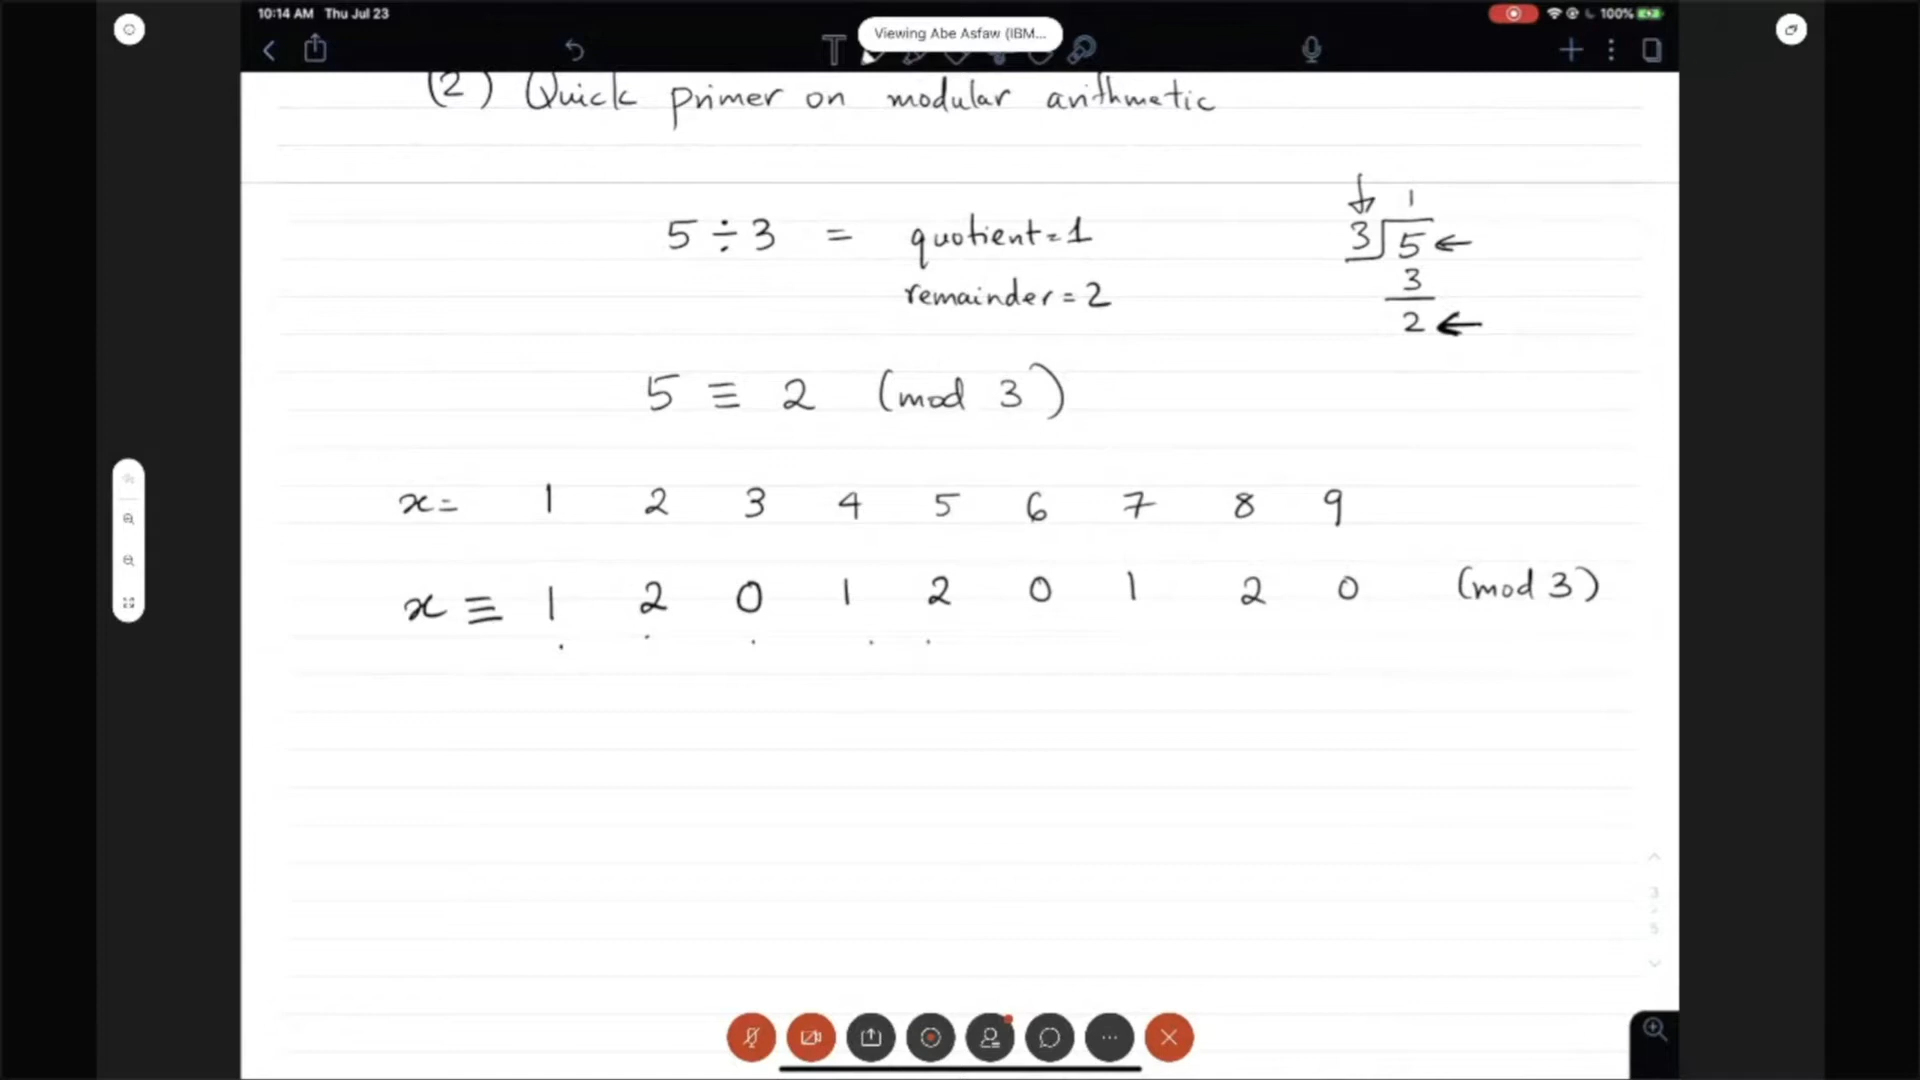 10:14 AM Thu Jul 23
100%
Viewing Abe Asfaw (IBM...
(2) Quick primer on modular arithmetic
5 ÷ 3 = quotient = 1
remainder = 2
1
3 5
3
2
5 ≡ 2 (mod 3)
x = 1 2 3 4 5 6 7 8 9
x ≡ 1 2 0 1 2 0 1 2 0 (mod 3)
3
5